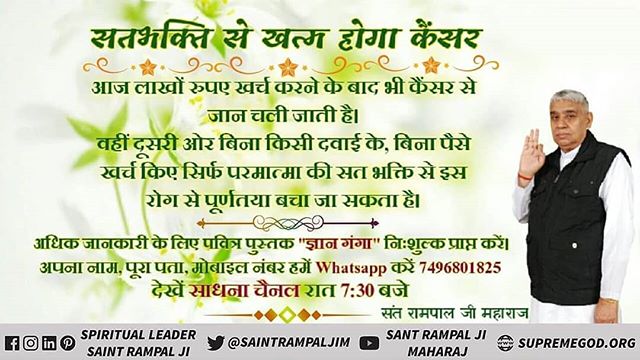 सतभक्ति से खत्म होगा कैंसर
आज लाखों रुपए खर्च करने के बाद भी कैंसर से
जान चली जाती है।
वहीं दूसरी ओर बिना किसी दवाई के, बिना पैसे
खर्च किए सिर्फ परमात्मा की सत भक्ति से इस
रोग से पूर्णतया बचा जा सकता है।
अधिक जानकारी के लिए पवित्र पुस्तक "ज्ञान गंगा" निःशुल्क प्राप्त करें।
अपना नाम, पूरा पता, मोबाइल नंबर हमें Whatsapp करें 7496801825
देखें साधना चैनल रात 7:30 बजे
संत रामपाल जी महाराज
SPIRITUAL LEADER
SAINT RAMPAL JI
@SAINTRAMPALJIM
SANT RAMPAL JI
MAHARAJ
SUPREMEGOD.ORG